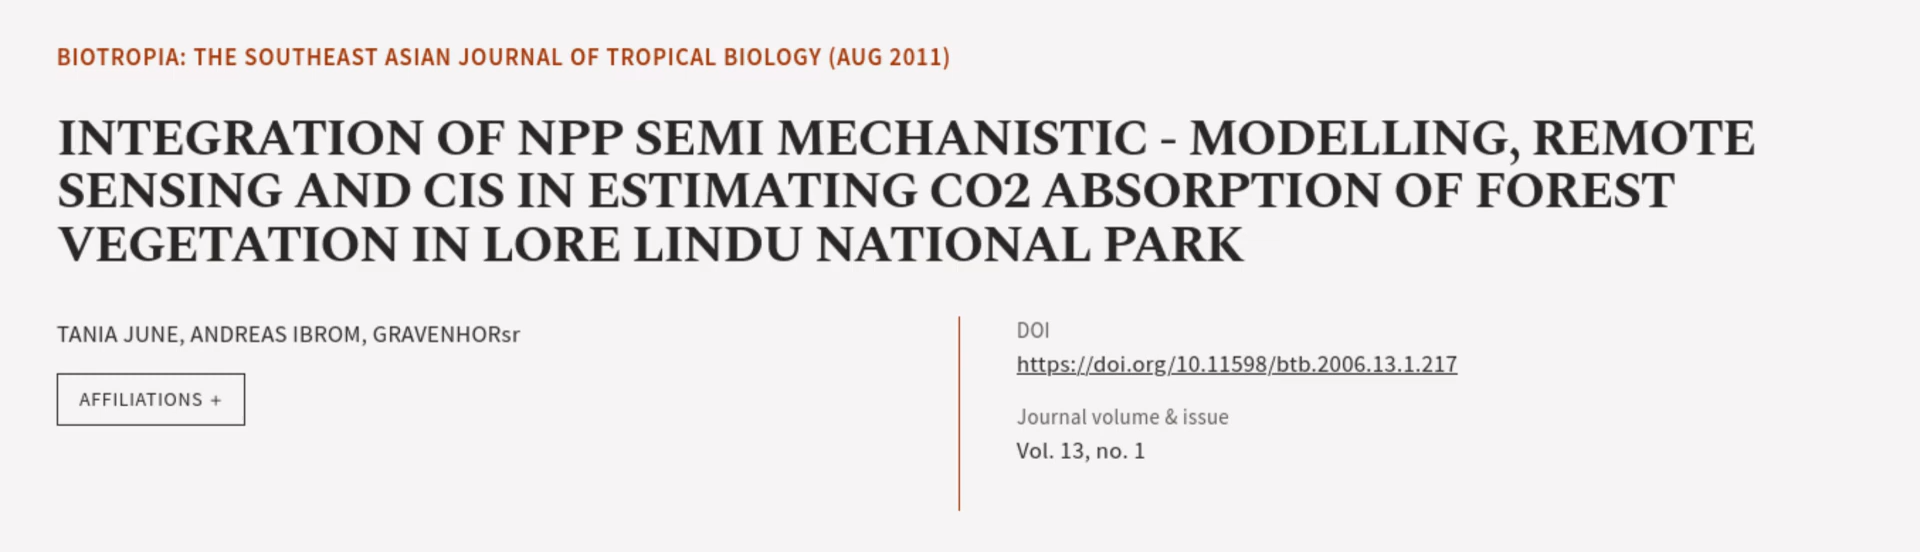 BIOTROPIA: THE SOUTHEAST ASIAN JOURNAL OF TROPICAL BIOLOGY (AUG 2011)
INTEGRATION OF NPP SEMI MECHANISTIC - MODELLING, REMOTE
SENSING AND CIS IN ESTIMATING CO2 ABSORPTION OF FOREST
VEGETATION IN LORE LINDU NATIONAL PARK
TANIA JUNE, ANDREAS IBROM, GRAVENHORsr
AFFILIATIONS +
DOI
https://doi.org/10.11598/btb.2006.13.1.217
Journal volume & issue
Vol. 13, no. 1